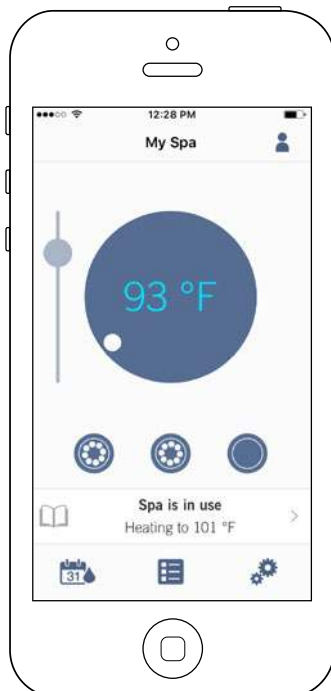 12:28 PM
My Spa
93 °F
Spa is in use
Heating to 101 °F
31